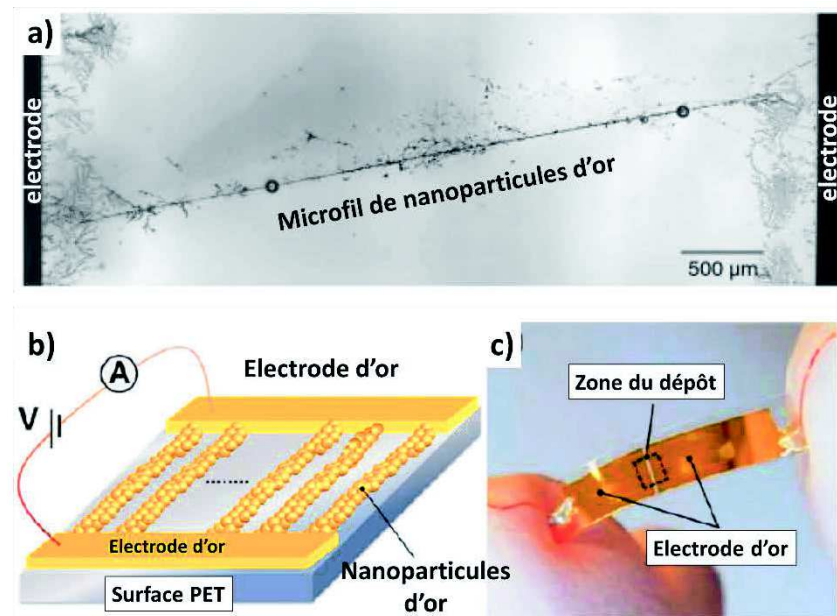 a)
electrode
Microfil de nanoparticules d'or
500 µm
electrode
b)
A
V
Electrode d'or
Electrode d'or
Nanoparticules
d'or
Surface PET
c)
Zone du dépôt
Electrode d'or